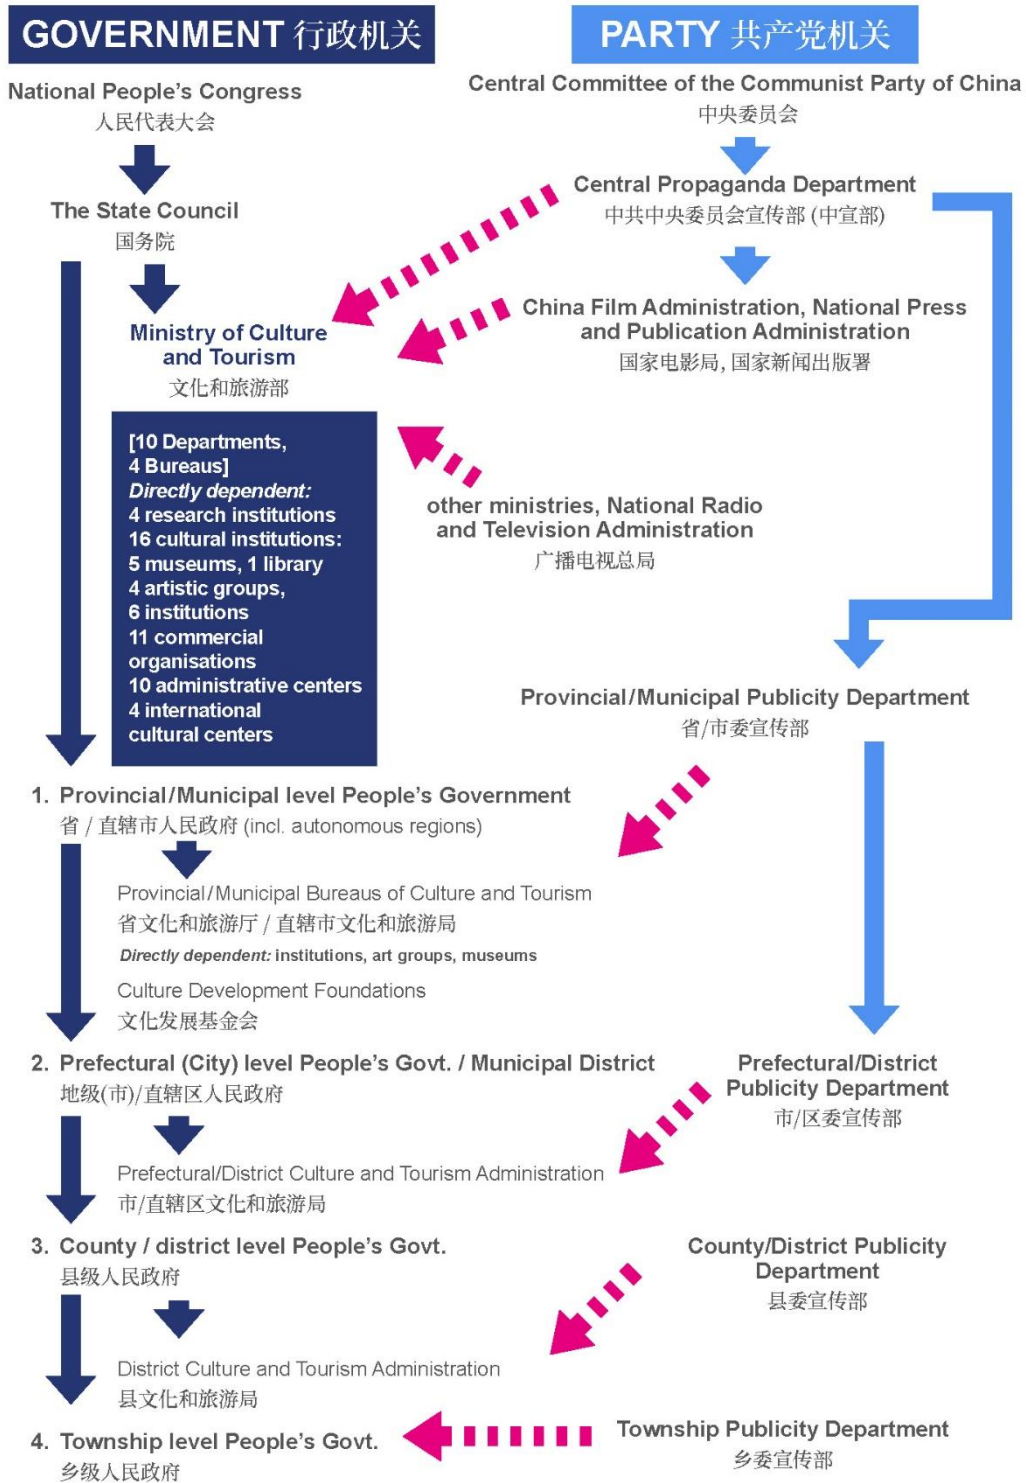 GOVERNMENT 行政机关
PARTY 共产党机关
National People's Congress
人民代表大会
Central Committee of the Communist Party of China
中央委员会
The State Council
国务院
Central Propaganda Department
中共中央委员会宣传部 (中宣部)
Ministry of Culture
and Tourism
文化和旅游部
China Film Administration, National Press
and Publication Administration
国家电影局, 国家新闻出版署
[10 Departments,
4 Bureaus]
Directly dependent:
4 research institutions
16 cultural institutions:
5 museums, 1 library
4 artistic groups,
6 institutions
11 commercial
organisations
10 administrative centers
4 international
cultural centers
other ministries, National Radio
and Television Administration
广播电视总局
Provincial/Municipal Publicity Department
省/市委宣传部
1. Provincial/Municipal level People's Government
省 / 直辖市人民政府 (incl. autonomous regions)
Provincial/Municipal Bureaus of Culture and Tourism
省文化和旅游厅 / 直辖市文化和旅游局
Directly dependent: institutions, art groups, museums
Culture Development Foundations
文化发展基金会
2. Prefectural (City) level People's Govt. / Municipal District
地级(市)/直辖区人民政府
Prefectural/District
Publicity Department
市/区委宣传部
Prefectural/District Culture and Tourism Administration
市/直辖区文化和旅游局
3. County / district level People's Govt.
县级人民政府
County/District Publicity
Department
县委宣传部
District Culture and Tourism Administration
县文化和旅游局
4. Township level People's Govt.
乡级人民政府
Township Publicity Department
乡委宣传部